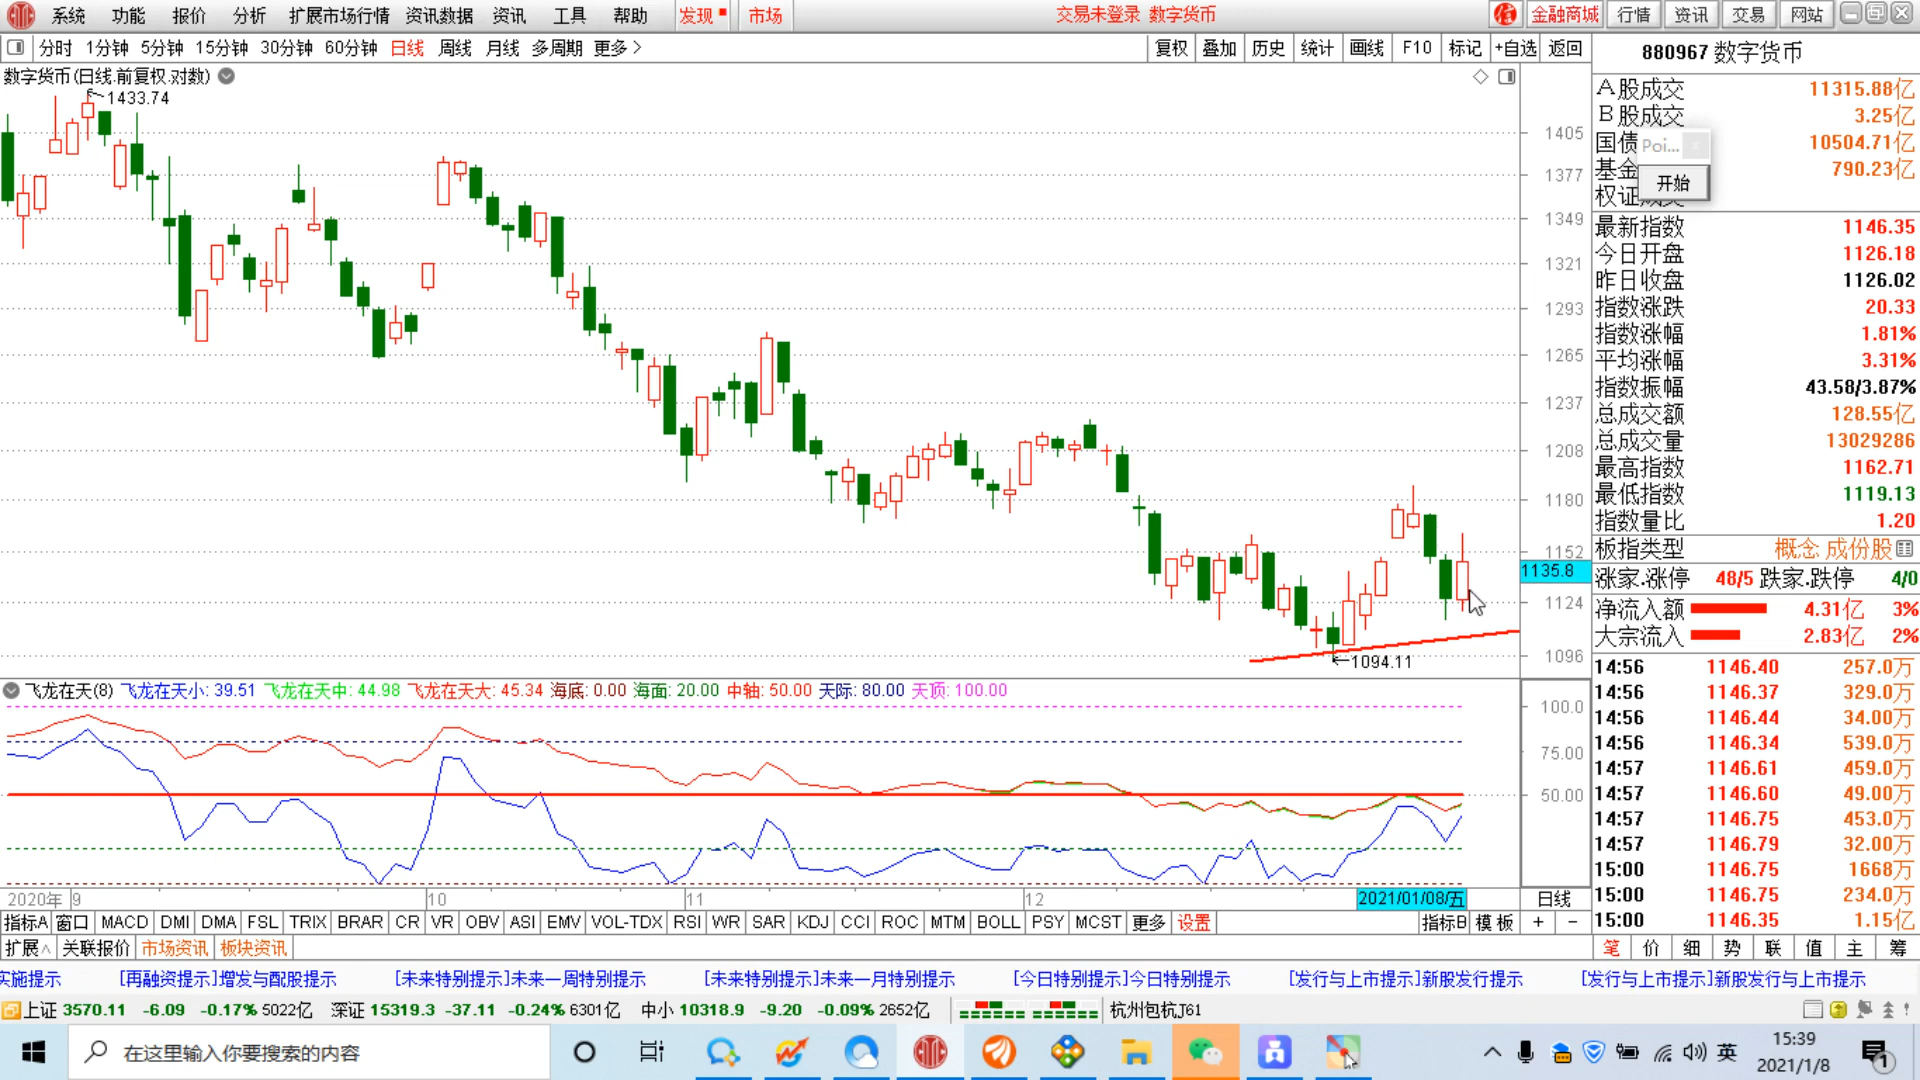 系统 功能 报价 分析 扩展市场行情 资讯数据 资讯 工具 帮助 发现 市场 交易未登录 数字货币 金融商城 行情 资讯 交易 网站
分时 1分钟 5分钟 15分钟 30分钟 60分钟 日线 周线 月线 多周期 更多 复权 叠加 历史 统计 画线 F10 标记 +自选 返回
880967 数字货币
数字货币(日线.前复权.对数)
1433.74
1405
1377
1349
1321
1293
1265
1237
1208
1180
1152
1135.8
1124
1096
1094.11
A股成交 11315.88亿
B股成交 3.25亿
国债 10504.71亿
Poi...
基金 790.23亿
开始
权证
最新指数 1146.35
今日开盘 1126.18
昨日收盘 1126.02
指数涨跌 20.33
指数涨幅 1.81%
平均涨幅 3.31%
指数振幅 43.58/3.87%
总成交额 128.55亿
总成交量 13029286
最高指数 1162.71
最低指数 1119.13
指数量比 1.20
板指类型 概念 成份股
涨家.涨停 48/5 跌家.跌停 4/0
净流入额 4.31亿 3%
大宗流入 2.83亿 2%
14:56 1146.40 257.0万
14:56 1146.37 329.0万
14:56 1146.44 34.00万
14:56 1146.34 539.0万
14:57 1146.61 459.0万
14:57 1146.60 49.00万
14:57 1146.75 453.0万
14:57 1146.79 32.00万
15:00 1146.75 1668万
15:00 1146.75 234.0万
15:00 1146.35 1.15亿
飞龙在天(8) 飞龙在天小: 39.51 飞龙在天中: 44.98 飞龙在天大: 45.34 海底: 0.00 海面: 20.00 中轴: 50.00 天际: 80.00 天顶: 100.00
100.0
75.00
50.00
2020年 9 10 11 12 2021/01/08/五 日线
指标A 窗口 MACD DMI DMA FSL TRIX BRAR CR VR OBV ASI EMV VOL-TDX RSI WR SAR KDJ CCI ROC MTM BOLL PSY MCST 更多 设置 指标B 模板 + −
扩展∧ 关联报价 市场资讯 板块资讯 笔 价 细 势 联 值 主 筹
实施提示 [再融资提示]增发与配股提示 [未来特别提示]未来一周特别提示 [未来特别提示]未来一月特别提示 [今日特别提示]今日特别提示 [发行与上市提示]新股发行提示 [发行与上市提示]新股发行与上市提示
上证 3570.11 -6.09 -0.17% 5022亿 深证 15319.3 -37.11 -0.24% 6301亿 中小 10318.9 -9.20 -0.09% 2652亿 杭州包杭J61
在这里输入你要搜索的内容 英 15:39
2021/1/8 1